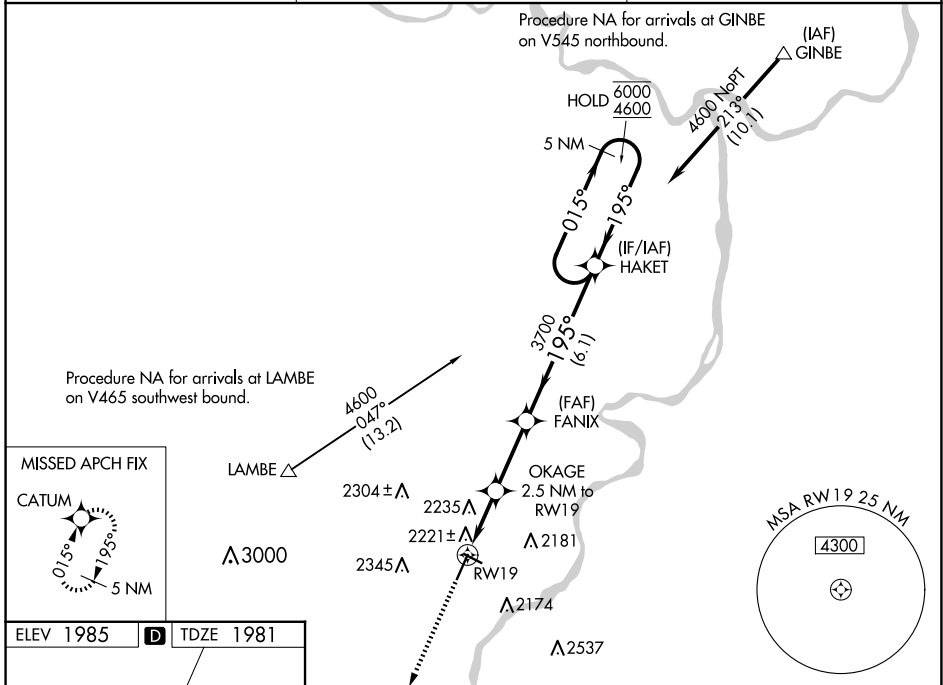 Procedure NA for arrivals at GINBE
on V545 northbound.
(IAF)
GINBE
HOLD 6000
4600
4600 NoPT
213°
(10.1)
5 NM
015°
195°
(IF/IAF)
HAKET
3700
195°
(6.1)
Procedure NA for arrivals at LAMBE
on V465 southwest bound.
4600
047°
(13.2)
(FAF)
FANIX
LAMBE
MISSED APCH FIX
CATUM
015°
195°
5 NM
OKAGE
2.5 NM to
RW19
2304±
2235
2221±
2181
3000
2345
RW19
2174
2537
MSA RW19 25 NM
4300
ELEV 1985 D TDZE 1981